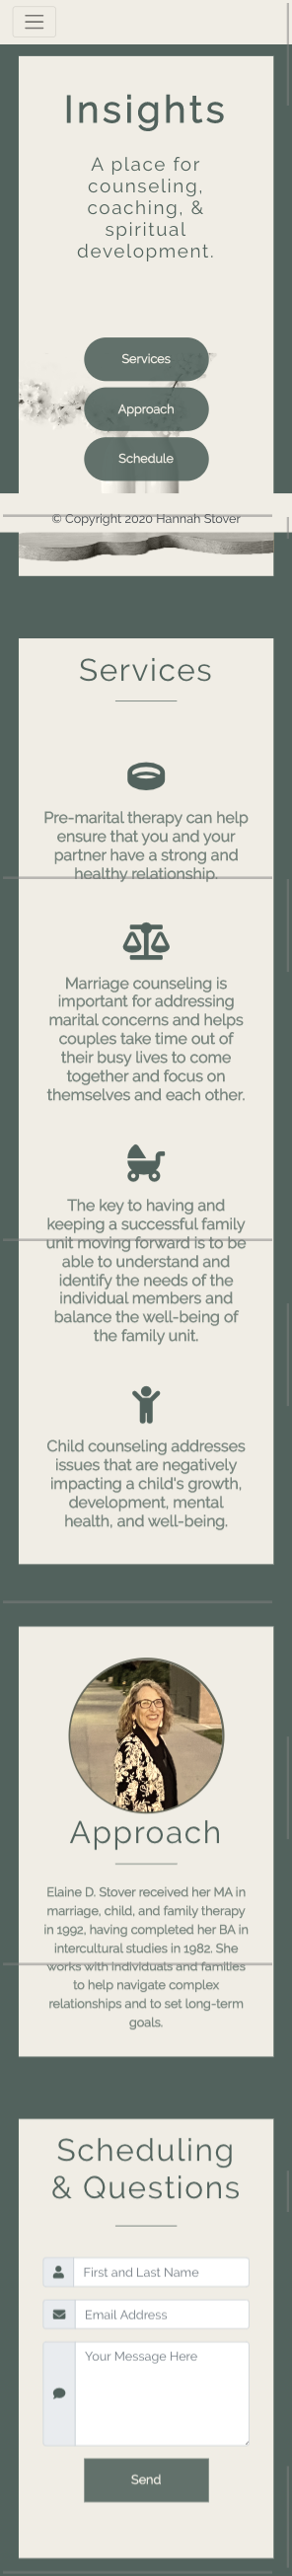 Insights
A place for
counseling,
coaching, &
spiritual
development.
Services
Approach
Schedule
© Copyright 2020 Hannah Stover
Services
Pre-marital therapy can help
ensure that you and your
partner have a strong and
healthy relationship.
Marriage counseling is
important for addressing
marital concerns and helps
couples take time out of
their busy lives to come
together and focus on
themselves and each other.
The key to having and
keeping a successful family
unit moving forward is to be
able to understand and
identify the needs of the
individual members and
balance the well-being of
the family unit.
Child counseling addresses
issues that are negatively
impacting a child's growth,
development, mental
health, and well-being.
Approach
Elaine D. Stover received her MA in
marriage, child, and family therapy
in 1992, having completed her BA in
intercultural studies in 1982. She
works with individuals and families
to help navigate complex
relationships and to set long-term
goals.
Scheduling
& Questions
First and Last Name
Email Address
Your Message Here
Send